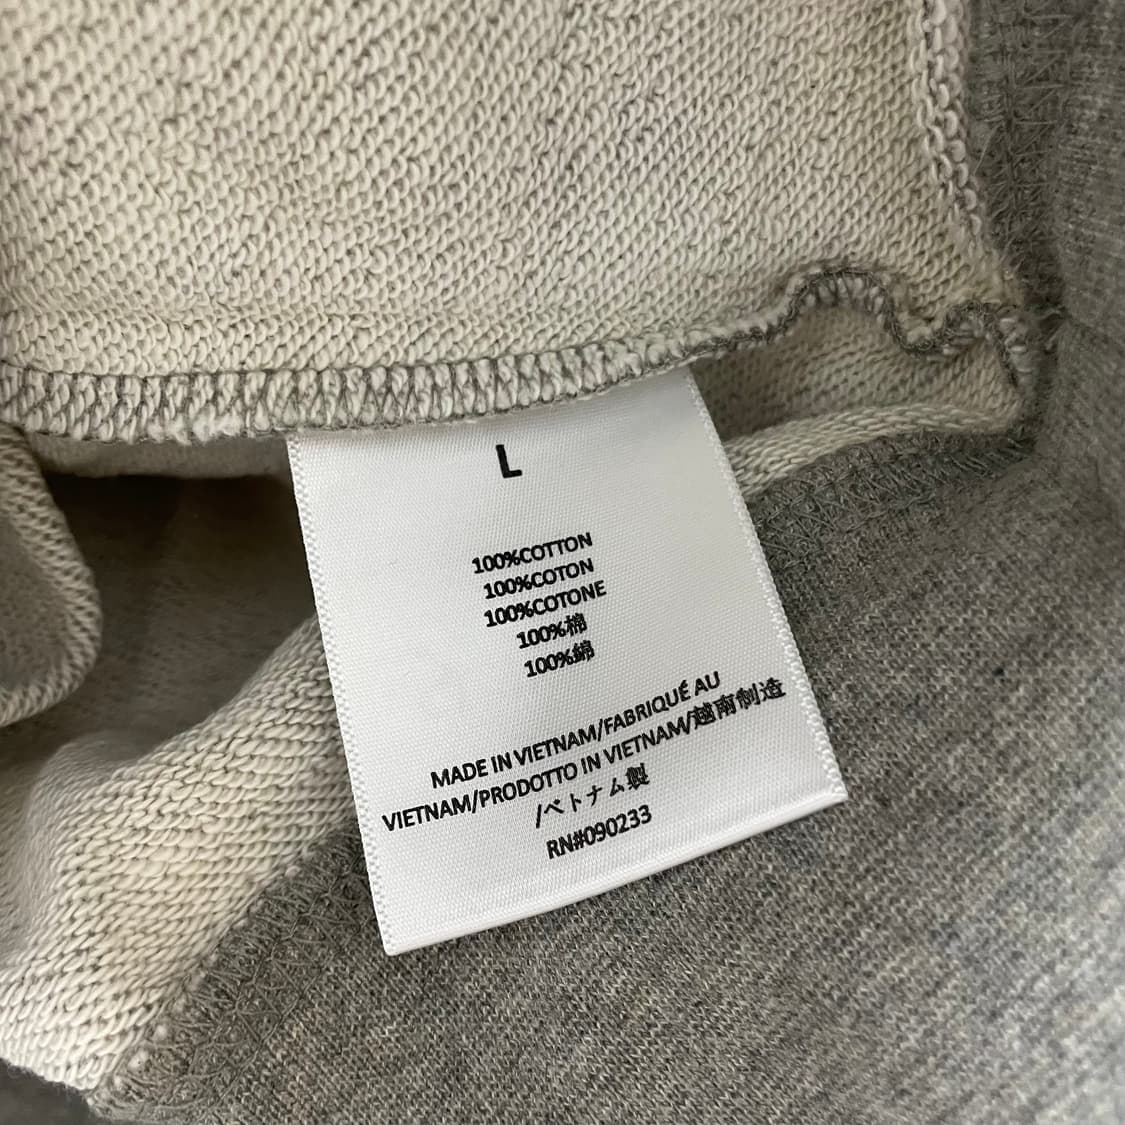 L
100%COTTON
100%COTON
100%COTONE
100%棉
100%綿
MADE IN VIETNAM/FABRIQUÉ AU
VIETNAM/PRODOTTO IN VIETNAM/越南制造
/ベトナム製
RN#090233